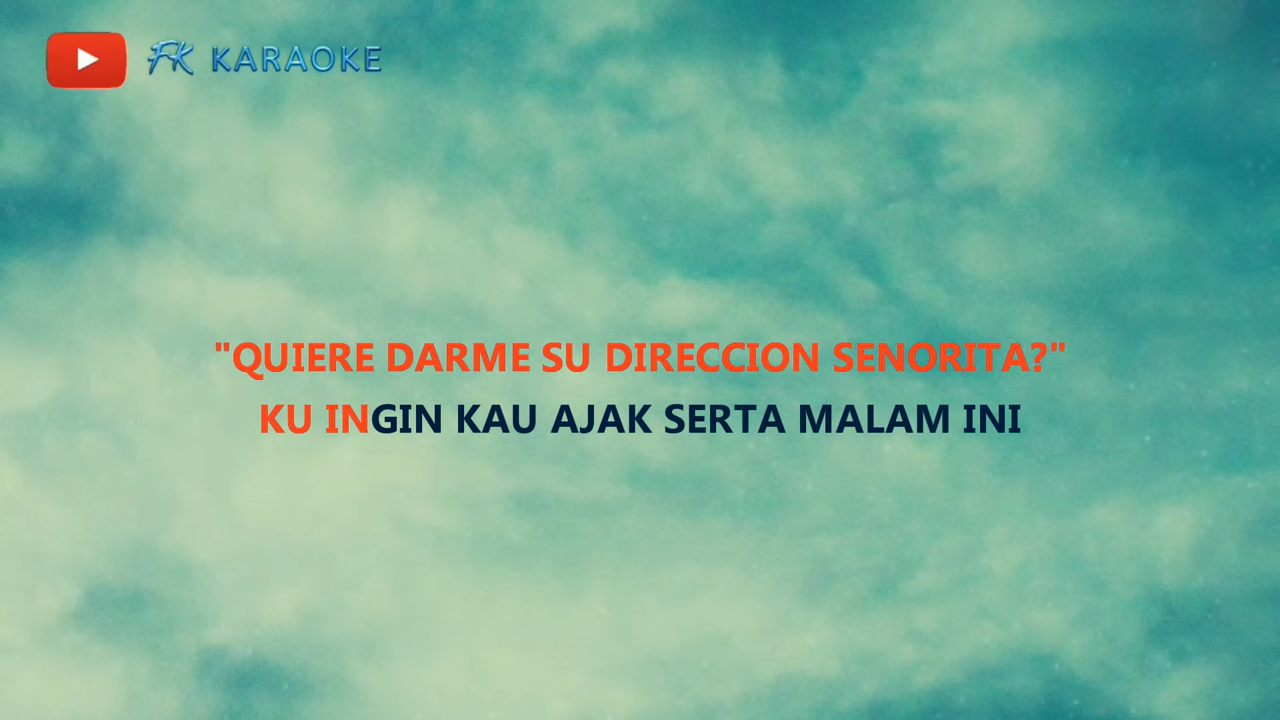 FK KARAOKE
"QUIERE DARME SU DIRECCION SENORITA?"
KU INGIN KAU AJAK SERTA MALAM INI